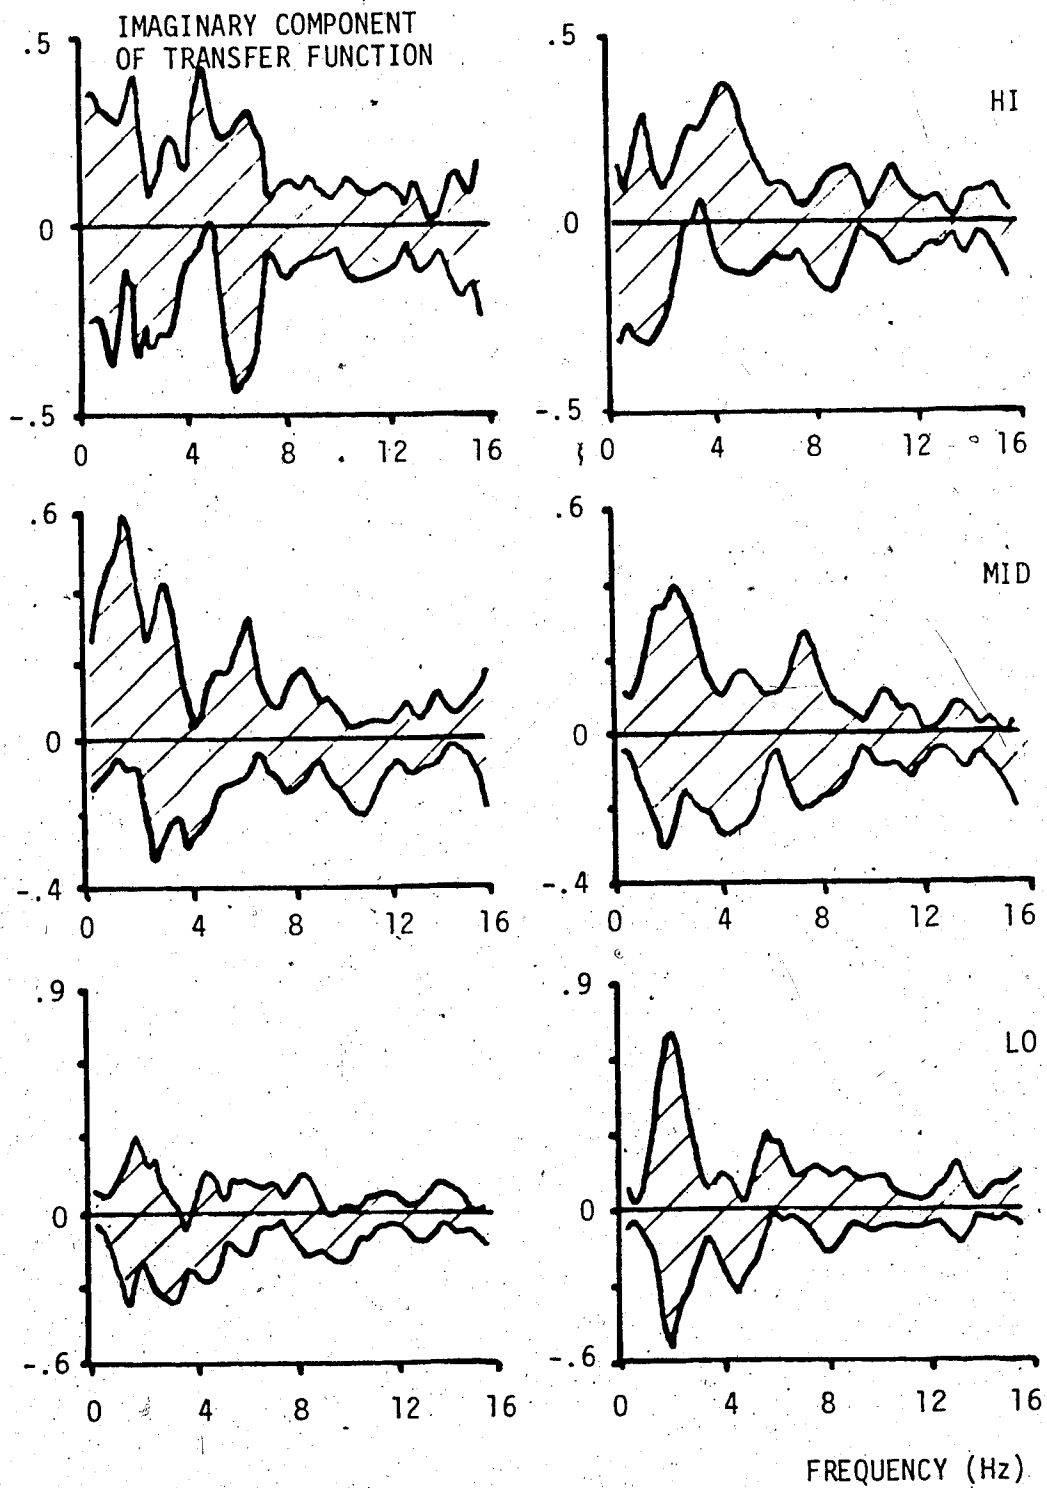 IMAGINARY COMPONENT
OF TRANSFER FUNCTION
.5
0
-.5
0 4 8 12 16
.5
0
-.5
0 4 8 12 16
HI
.6
0
-.4
0 4 8 12 16
.6
0
-.4
0 4 8 12 16
MID
.9
0
-.6
0 4 8 12 16
.9
0
-.6
0 4 8 12 16
LO
FREQUENCY (Hz)